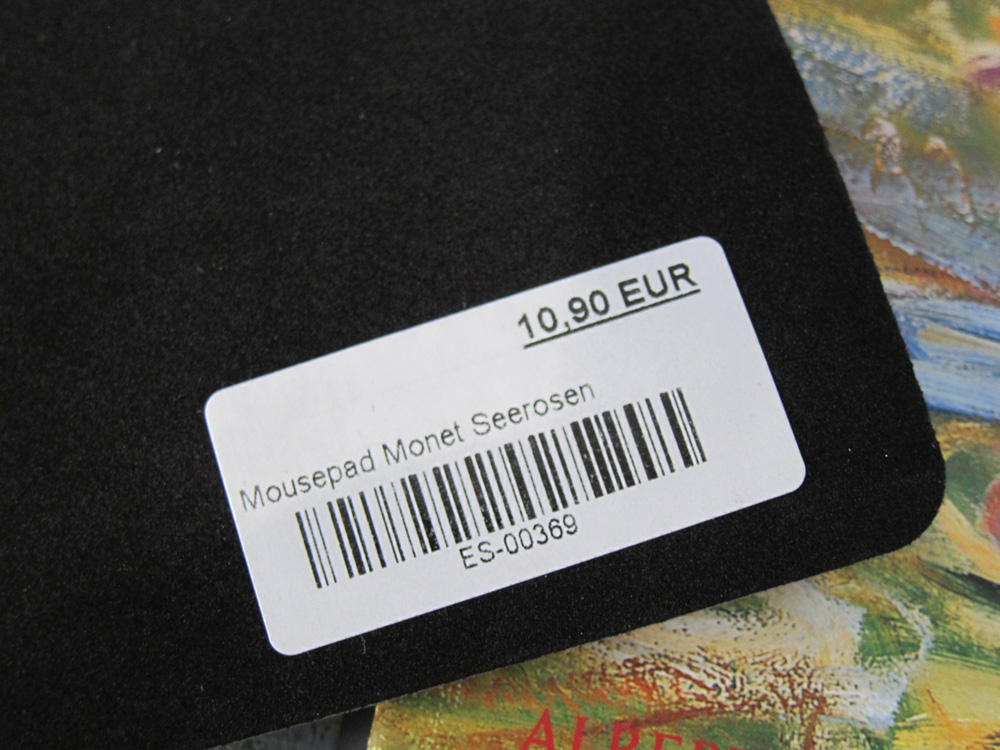 10,90 EUR
Mousepad Monet Seerosen
ES-00369